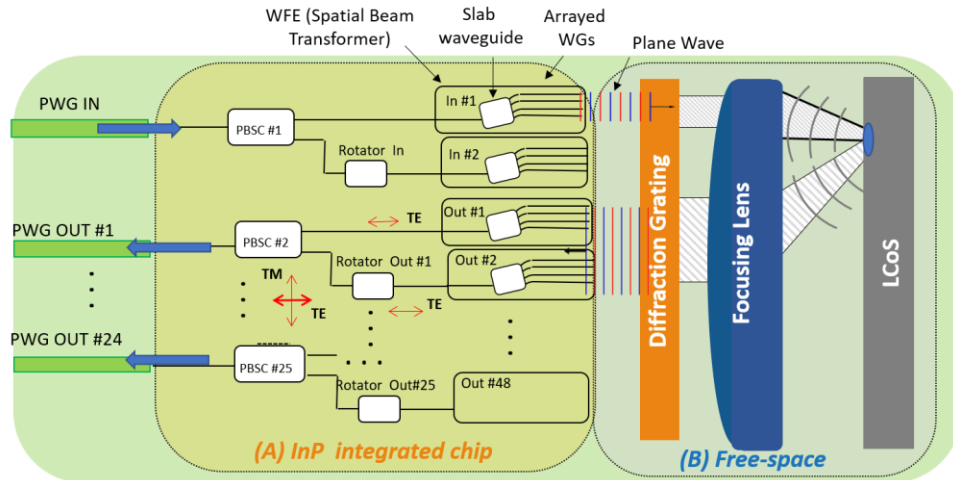 WFE (Spatial Beam
Transformer)
Slab
waveguide
Arrayed
WGs
Plane Wave
PWG IN
PBSC #1
In #1
Rotator In
In #2
PWG OUT #1
PBSC #2
TE
Out #1
Rotator Out #1
Out #2
TM
TE
TE
PWG OUT #24
PBSC #25
Rotator Out#25
Out #48
Diffraction Grating
Focusing Lens
LCoS
(A) InP integrated chip
(B) Free-space